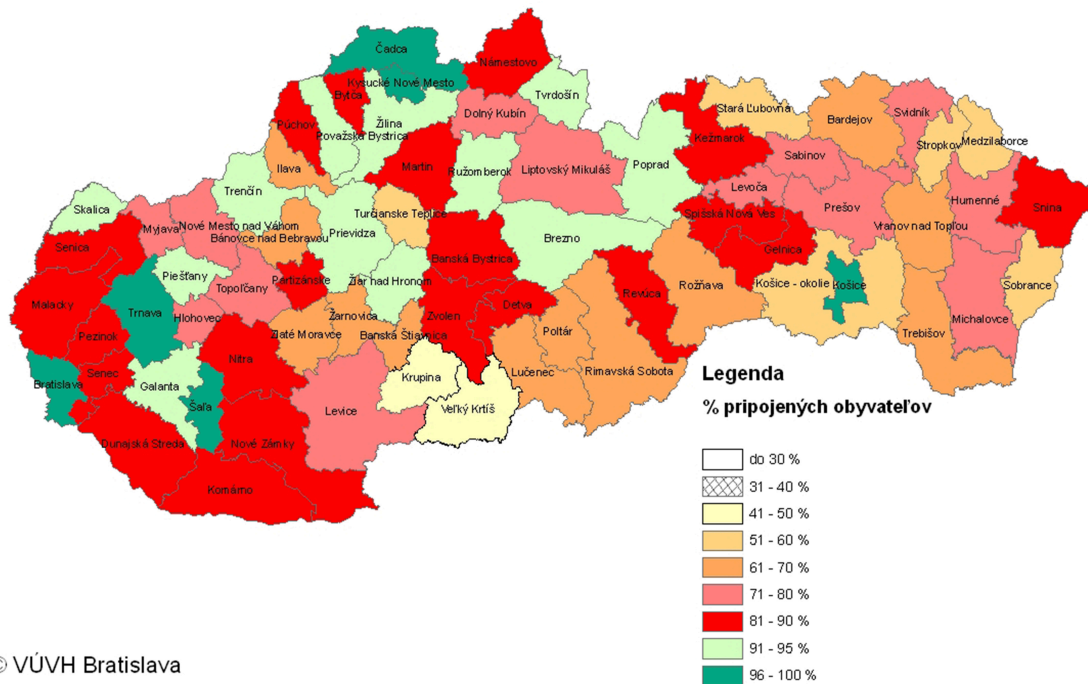 Čadca
Námestovo
Kysucké Nové Mesto
Bytča
Tvrdošín
Stará Ľubovňa
Svidník
Dolný Kubín
Bardejov
Púchov
Žilina
Považská Bystrica
Kežmarok
Stropkov
Medzilaborce
Ilava
Martin
Ružomberok
Liptovský Mikuláš
Poprad
Sabinov
Trenčín
Levoča
Humenné
Skalica
Turčianske Teplice
Prešov
Snina
Myjava
Nové Mesto nad Váhom
Spišská Nová Ves
Vranov nad Topľou
Bánovce nad Bebravou
Prievidza
Brezno
Senica
Gelnica
Banská Bystrica
Piešťany
Partizánske
Žiar nad Hronom
Košice - okolie
Košice
Sobrance
Topoľčany
Rožňava
Malacky
Trnava
Revúca
Detva
Hlohovec
Žarnovica
Zvolen
Michalovce
Pezinok
Zlaté Moravce
Banská Štiavnica
Poltár
Trebišov
Nitra
Lučenec
Rimavská Sobota
Senec
Krupina
Bratislava
Galanta
Šaľa
Levice
Veľký Krtíš
Dunajská Streda
Nové Zámky
Komárno
Legenda
% pripojených obyvateľov
do 30 %
31 - 40 %
41 - 50 %
51 - 60 %
61 - 70 %
71 - 80 %
81 - 90 %
91 - 95 %
96 - 100 %
© VÚVH Bratislava